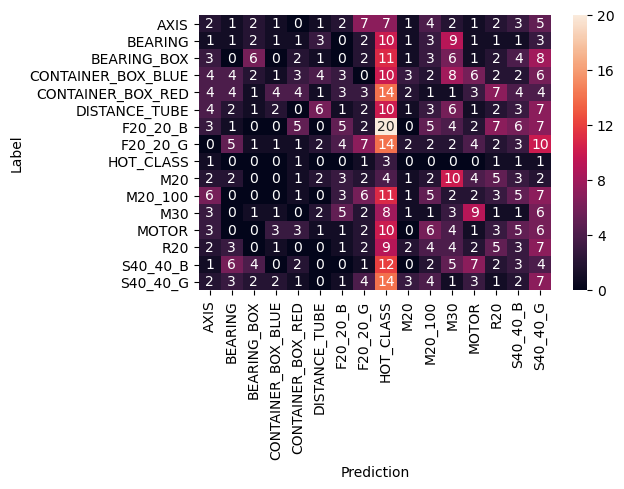 AXIS 2 1 2 1 0 1 2 7 7 1 4 2 1 2 3 5
BEARING 1 1 2 1 1 3 0 2 10 1 3 9 1 1 1 3
BEARING_BOX 3 0 6 0 2 1 0 2 11 1 3 6 1 2 4 8
CONTAINER_BOX_BLUE 4 4 2 1 3 4 3 0 10 3 2 8 6 2 2 6
CONTAINER_BOX_RED 4 4 1 4 4 1 3 3 14 2 1 1 3 7 4 4
DISTANCE_TUBE 4 2 1 2 0 6 1 2 10 1 3 6 1 2 3 7
F20_20_B 3 1 0 0 5 0 5 2 20 0 5 4 2 7 6 7
F20_20_G 0 5 1 1 1 2 4 7 14 2 2 2 4 2 3 10
HOT_CLASS 1 0 0 0 0 0 0 1 3 0 0 0 0 1 1 1
M20 2 2 0 0 1 2 3 2 4 1 2 10 4 5 3 2
M20_100 6 0 0 0 1 0 3 6 11 1 5 2 2 3 5 7
M30 3 0 1 1 0 2 5 2 8 1 1 3 9 1 1 6
MOTOR 3 0 0 3 3 1 1 2 10 0 6 4 1 3 5 6
R20 2 3 0 1 0 0 1 2 9 2 4 4 2 5 3 7
S40_40_B 1 6 4 0 2 0 0 1 12 0 2 5 7 2 3 4
S40_40_G 2 3 2 2 1 0 1 4 14 3 4 1 3 1 2 7
Label
AXIS
BEARING
BEARING_BOX
CONTAINER_BOX_BLUE
CONTAINER_BOX_RED
DISTANCE_TUBE
F20_20_B
F20_20_G
HOT_CLASS
M20
M20_100
M30
MOTOR
R20
S40_40_B
S40_40_G
Prediction
20
16
12
8
4
0